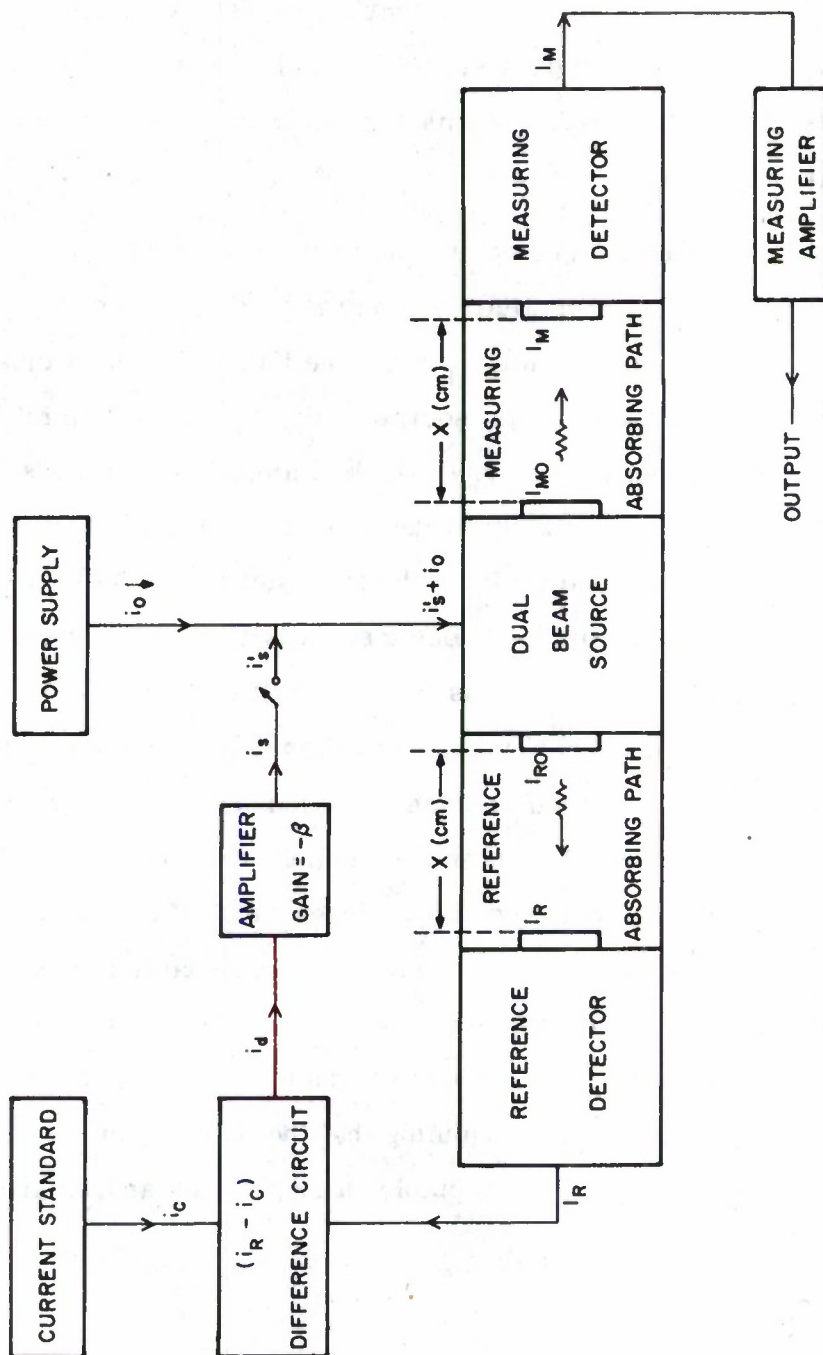 CURRENT STANDARD
i_C
(i_R – i_C)
DIFFERENCE CIRCUIT
i_d
AMPLIFIER
GAIN = -β
i_s
i's
POWER SUPPLY
i_o
i's + i_o
I_R
REFERENCE
DETECTOR
X (cm)
REFERENCE
I_R
I_RO
ABSORBING PATH
DUAL
BEAM
SOURCE
X (cm)
MEASURING
I_MO
I_M
ABSORBING PATH
MEASURING
DETECTOR
I_M
MEASURING
AMPLIFIER
OUTPUT